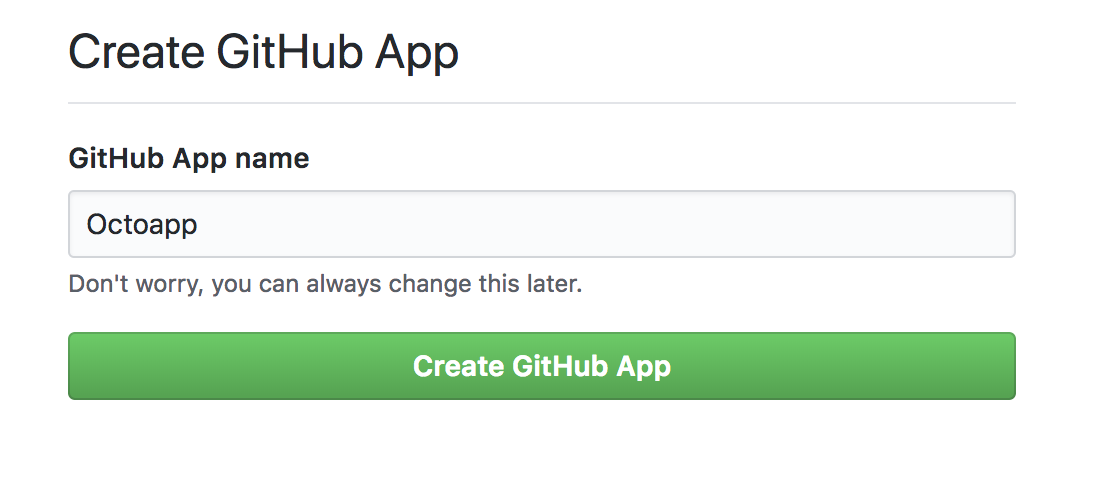 Create GitHub App
GitHub App name
Octoapp
Don't worry, you can always change this later.
Create GitHub App